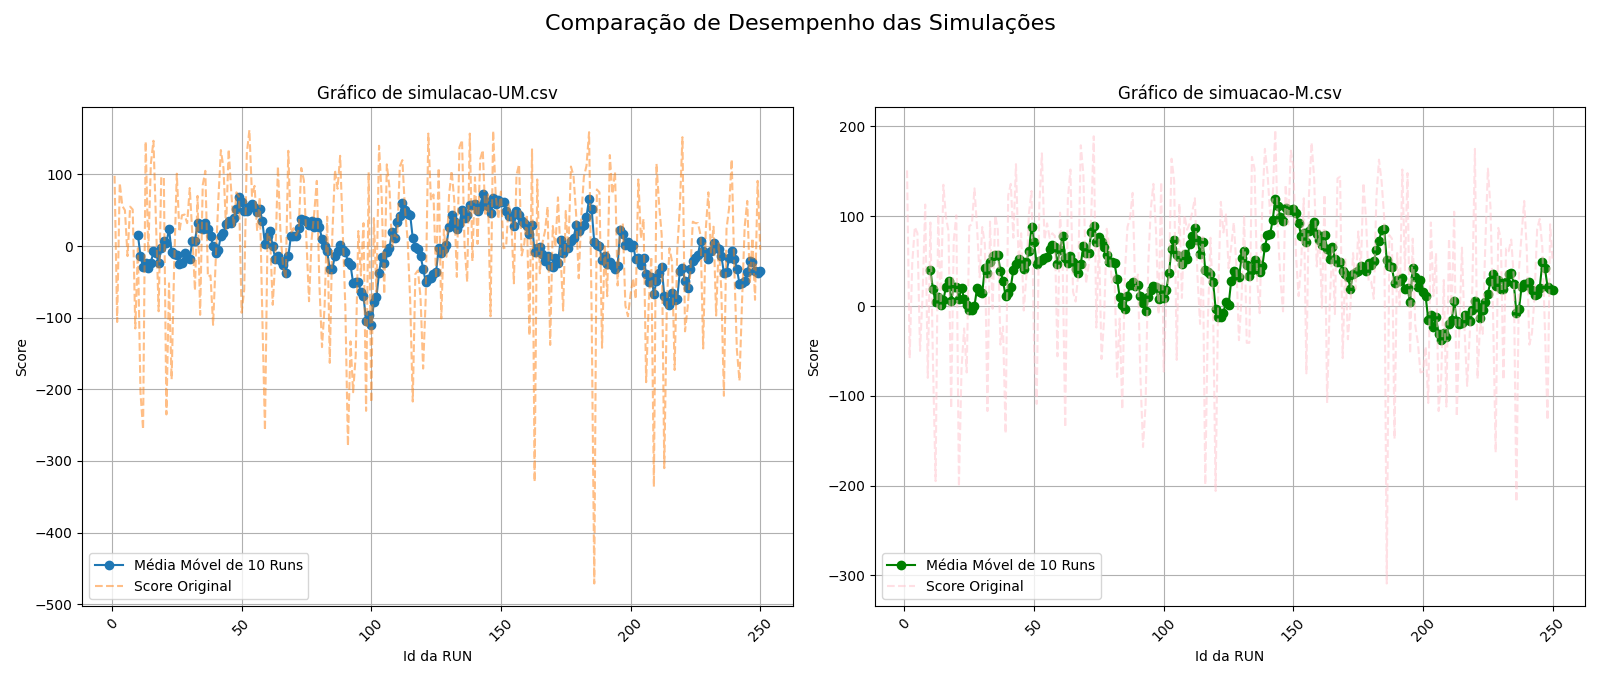 Comparação de Desempenho das Simulações
Gráfico de simulacao-UM.csv
100
0
−100
−200
−300
−400
−500
Score
0
50
100
150
200
250
Id da RUN
Média Móvel de 10 Runs
Score Original
Gráfico de simuacao-M.csv
200
100
0
−100
−200
−300
Score
0
50
100
150
200
250
Id da RUN
Média Móvel de 10 Runs
Score Original